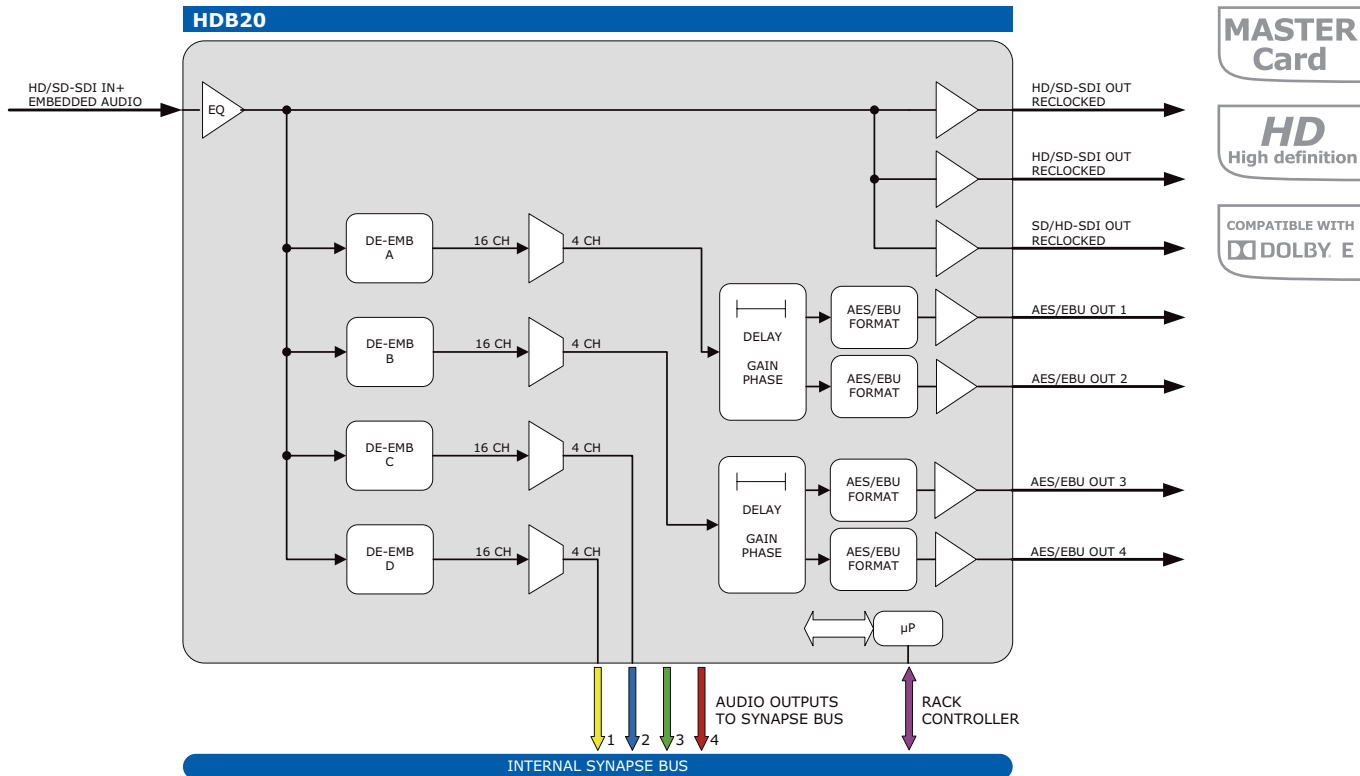 HDB20
MASTER
Card
HD/SD-SDI IN+
EMBEDDED AUDIO
EQ
HD/SD-SDI OUT
RECLOCKED
HD
High definition
HD/SD-SDI OUT
RECLOCKED
SD/HD-SDI OUT
RECLOCKED
COMPATIBLE WITH
DOLBY E
DE-EMB
A
16 CH
4 CH
DELAY
GAIN
PHASE
AES/EBU
FORMAT
AES/EBU OUT 1
AES/EBU
FORMAT
AES/EBU OUT 2
DE-EMB
B
16 CH
4 CH
DE-EMB
C
16 CH
4 CH
DELAY
GAIN
PHASE
AES/EBU
FORMAT
AES/EBU OUT 3
AES/EBU
FORMAT
AES/EBU OUT 4
DE-EMB
D
16 CH
4 CH
µP
AUDIO OUTPUTS
TO SYNAPSE BUS
RACK
CONTROLLER
1
2
3
4
INTERNAL SYNAPSE BUS